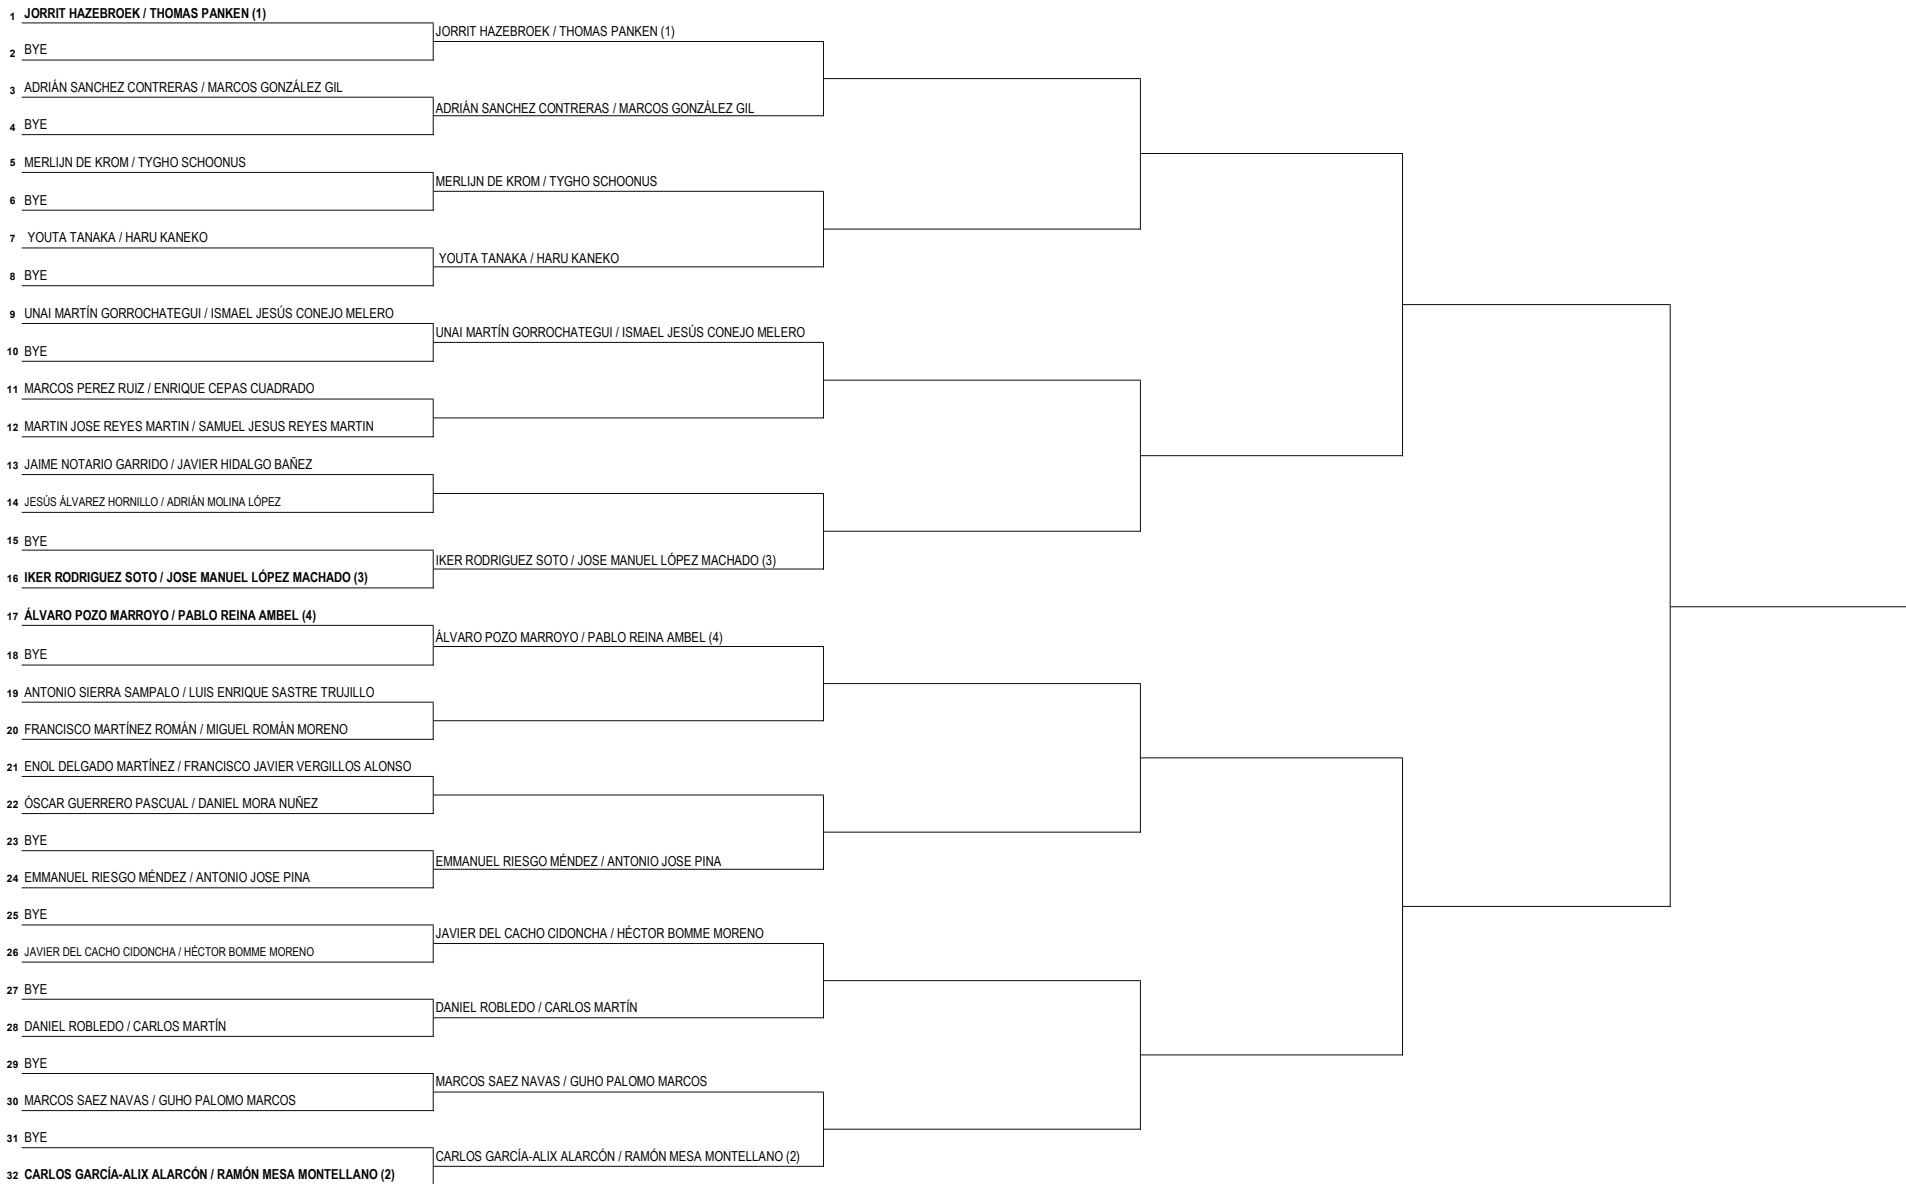 1 JORRIT HAZEBROEK / THOMAS PANKEN (1)
JORRIT HAZEBROEK / THOMAS PANKEN (1)
2 BYE
3 ADRIÁN SANCHEZ CONTRERAS / MARCOS GONZÁLEZ GIL
ADRIÁN SANCHEZ CONTRERAS / MARCOS GONZÁLEZ GIL
4 BYE
5 MERLIJN DE KROM / TYGHO SCHOONUS
MERLIJN DE KROM / TYGHO SCHOONUS
6 BYE
7 YOUTA TANAKA / HARU KANEKO
YOUTA TANAKA / HARU KANEKO
8 BYE
9 UNAI MARTÍN GORROCHATEGUI / ISMAEL JESÚS CONEJO MELERO
UNAI MARTÍN GORROCHATEGUI / ISMAEL JESÚS CONEJO MELERO
10 BYE
11 MARCOS PEREZ RUIZ / ENRIQUE CEPAS CUADRADO
12 MARTIN JOSE REYES MARTIN / SAMUEL JESUS REYES MARTIN
13 JAIME NOTARIO GARRIDO / JAVIER HIDALGO BAÑEZ
14 JESÚS ÁLVAREZ HORNILLO / ADRIÁN MOLINA LÓPEZ
15 BYE
IKER RODRIGUEZ SOTO / JOSE MANUEL LÓPEZ MACHADO (3)
16 IKER RODRIGUEZ SOTO / JOSE MANUEL LÓPEZ MACHADO (3)
17 ÁLVARO POZO MARROYO / PABLO REINA AMBEL (4)
ÁLVARO POZO MARROYO / PABLO REINA AMBEL (4)
18 BYE
19 ANTONIO SIERRA SAMPALO / LUIS ENRIQUE SASTRE TRUJILLO
20 FRANCISCO MARTÍNEZ ROMÁN / MIGUEL ROMÁN MORENO
21 ENOL DELGADO MARTÍNEZ / FRANCISCO JAVIER VERGILLOS ALONSO
22 ÓSCAR GUERRERO PASCUAL / DANIEL MORA NUÑEZ
23 BYE
EMMANUEL RIESGO MÉNDEZ / ANTONIO JOSE PINA
24 EMMANUEL RIESGO MÉNDEZ / ANTONIO JOSE PINA
25 BYE
JAVIER DEL CACHO CIDONCHA / HÉCTOR BOMME MORENO
26 JAVIER DEL CACHO CIDONCHA / HÉCTOR BOMME MORENO
27 BYE
DANIEL ROBLEDO / CARLOS MARTÍN
28 DANIEL ROBLEDO / CARLOS MARTÍN
29 BYE
MARCOS SAEZ NAVAS / GUHO PALOMO MARCOS
30 MARCOS SAEZ NAVAS / GUHO PALOMO MARCOS
31 BYE
CARLOS GARCÍA-ALIX ALARCÓN / RAMÓN MESA MONTELLANO (2)
32 CARLOS GARCÍA-ALIX ALARCÓN / RAMÓN MESA MONTELLANO (2)